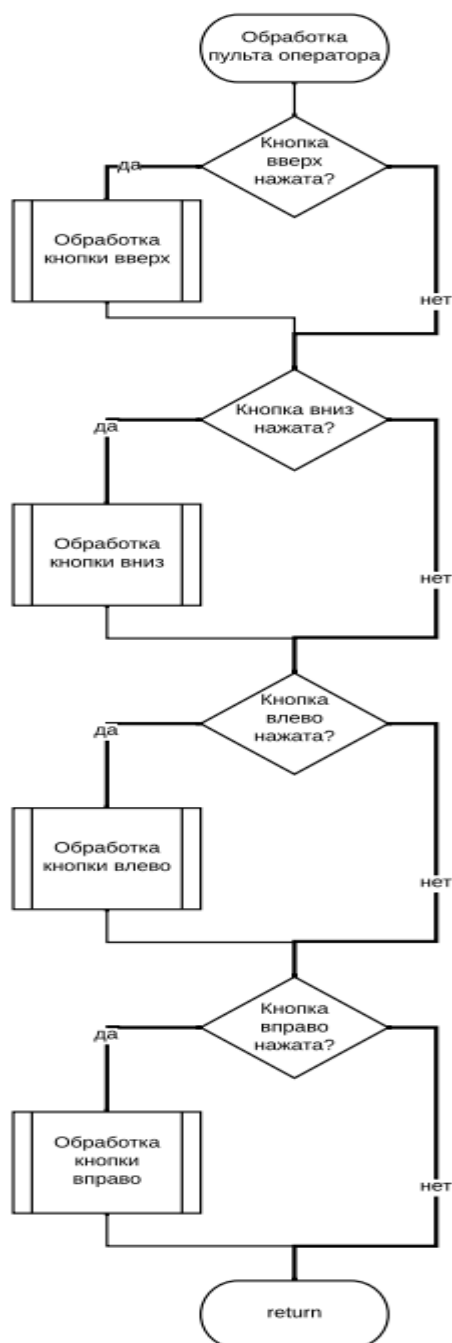 Обработка
пульта оператора
Кнопка
вверх
нажата?
да
Обработка
кнопки вверх
нет
Кнопка вниз
нажата?
да
Обработка
кнопки вниз
нет
Кнопка
влево
нажата?
да
Обработка
кнопки влево
нет
Кнопка
вправо
нажата?
да
Обработка
кнопки
вправо
нет
return